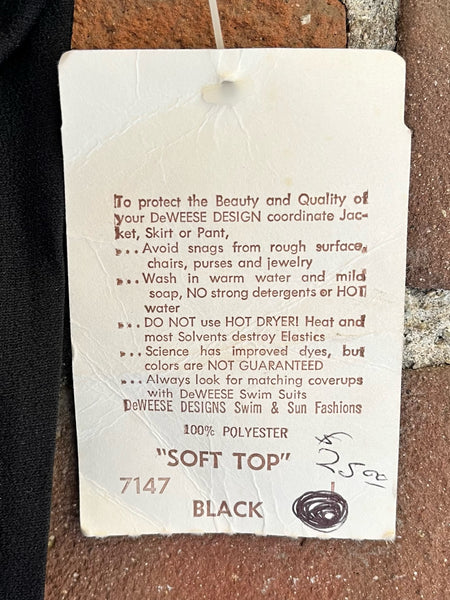 To protect the Beauty and Quality of
your DeWEESE DESIGN coordinate Jac-
ket, Skirt or Pant,
... Avoid snags from rough surface,
chairs, purses and jewelry
... Wash in warm water and mild
soap, NO strong detergents or HOT
water
... DO NOT use HOT DRYER! Heat and
most Solvents destroy Elastics
... Science has improved dyes, but
colors are NOT GUARANTEED
... Always look for matching coverups
with DeWEESE Swim Suits
DeWEESE DESIGNS Swim & Sun Fashions
100% POLYESTER
"SOFT TOP"
$25.00
7147
BLACK